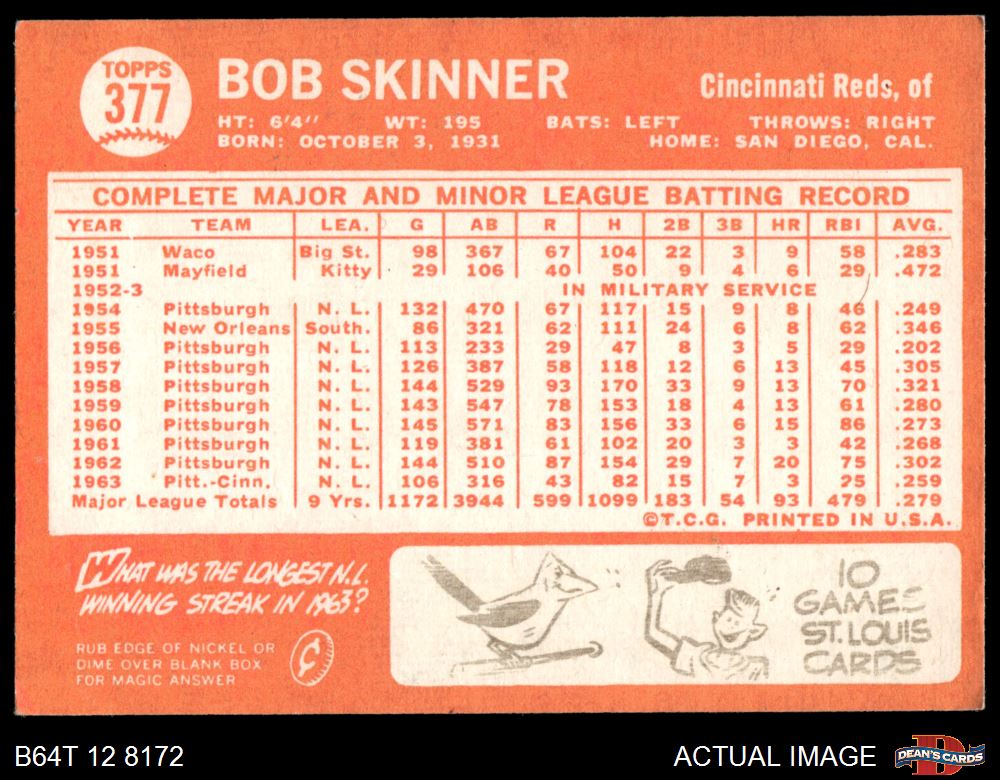 TOPPS
377
BOB SKINNER
Cincinnati Reds, of
HT: 6'4'' WT: 195 BATS: LEFT THROWS: RIGHT
BORN: OCTOBER 3, 1931 HOME: SAN DIEGO, CAL.
COMPLETE MAJOR AND MINOR LEAGUE BATTING RECORD
YEAR TEAM LEA. G AB R H 2B 3B HR RBI AVG.
1951 Waco Big St. 98 367 67 104 22 3 9 58 .283
1951 Mayfield Kitty 29 106 40 50 9 4 6 29 .472
1952-3 IN MILITARY SERVICE
1954 Pittsburgh N. L. 132 470 67 117 15 9 8 46 .249
1955 New Orleans South. 86 321 62 111 24 6 8 62 .346
1956 Pittsburgh N. L. 113 233 29 47 8 3 5 29 .202
1957 Pittsburgh N. L. 126 387 58 118 12 6 13 45 .305
1958 Pittsburgh N. L. 144 529 93 170 33 9 13 70 .321
1959 Pittsburgh N. L. 143 547 78 153 18 4 13 61 .280
1960 Pittsburgh N. L. 145 571 83 156 33 6 15 86 .273
1961 Pittsburgh N. L. 119 381 61 102 20 3 3 42 .268
1962 Pittsburgh N. L. 144 510 87 154 29 7 20 75 .302
1963 Pitt.-Cinn. N. L. 106 316 43 82 15 7 3 25 .259
Major League Totals 9 Yrs. 1172 3944 599 1099 183 54 93 479 .279
©T.C.G. PRINTED IN U.S.A.
WHAT WAS THE LONGEST N.L.
WINNING STREAK IN 1963?
RUB EDGE OF NICKEL OR
DIME OVER BLANK BOX
FOR MAGIC ANSWER
¢
10
GAMES
ST. LOUIS
CARDS
B64T 12 8172
ACTUAL IMAGE
D
DEAN'S CARDS